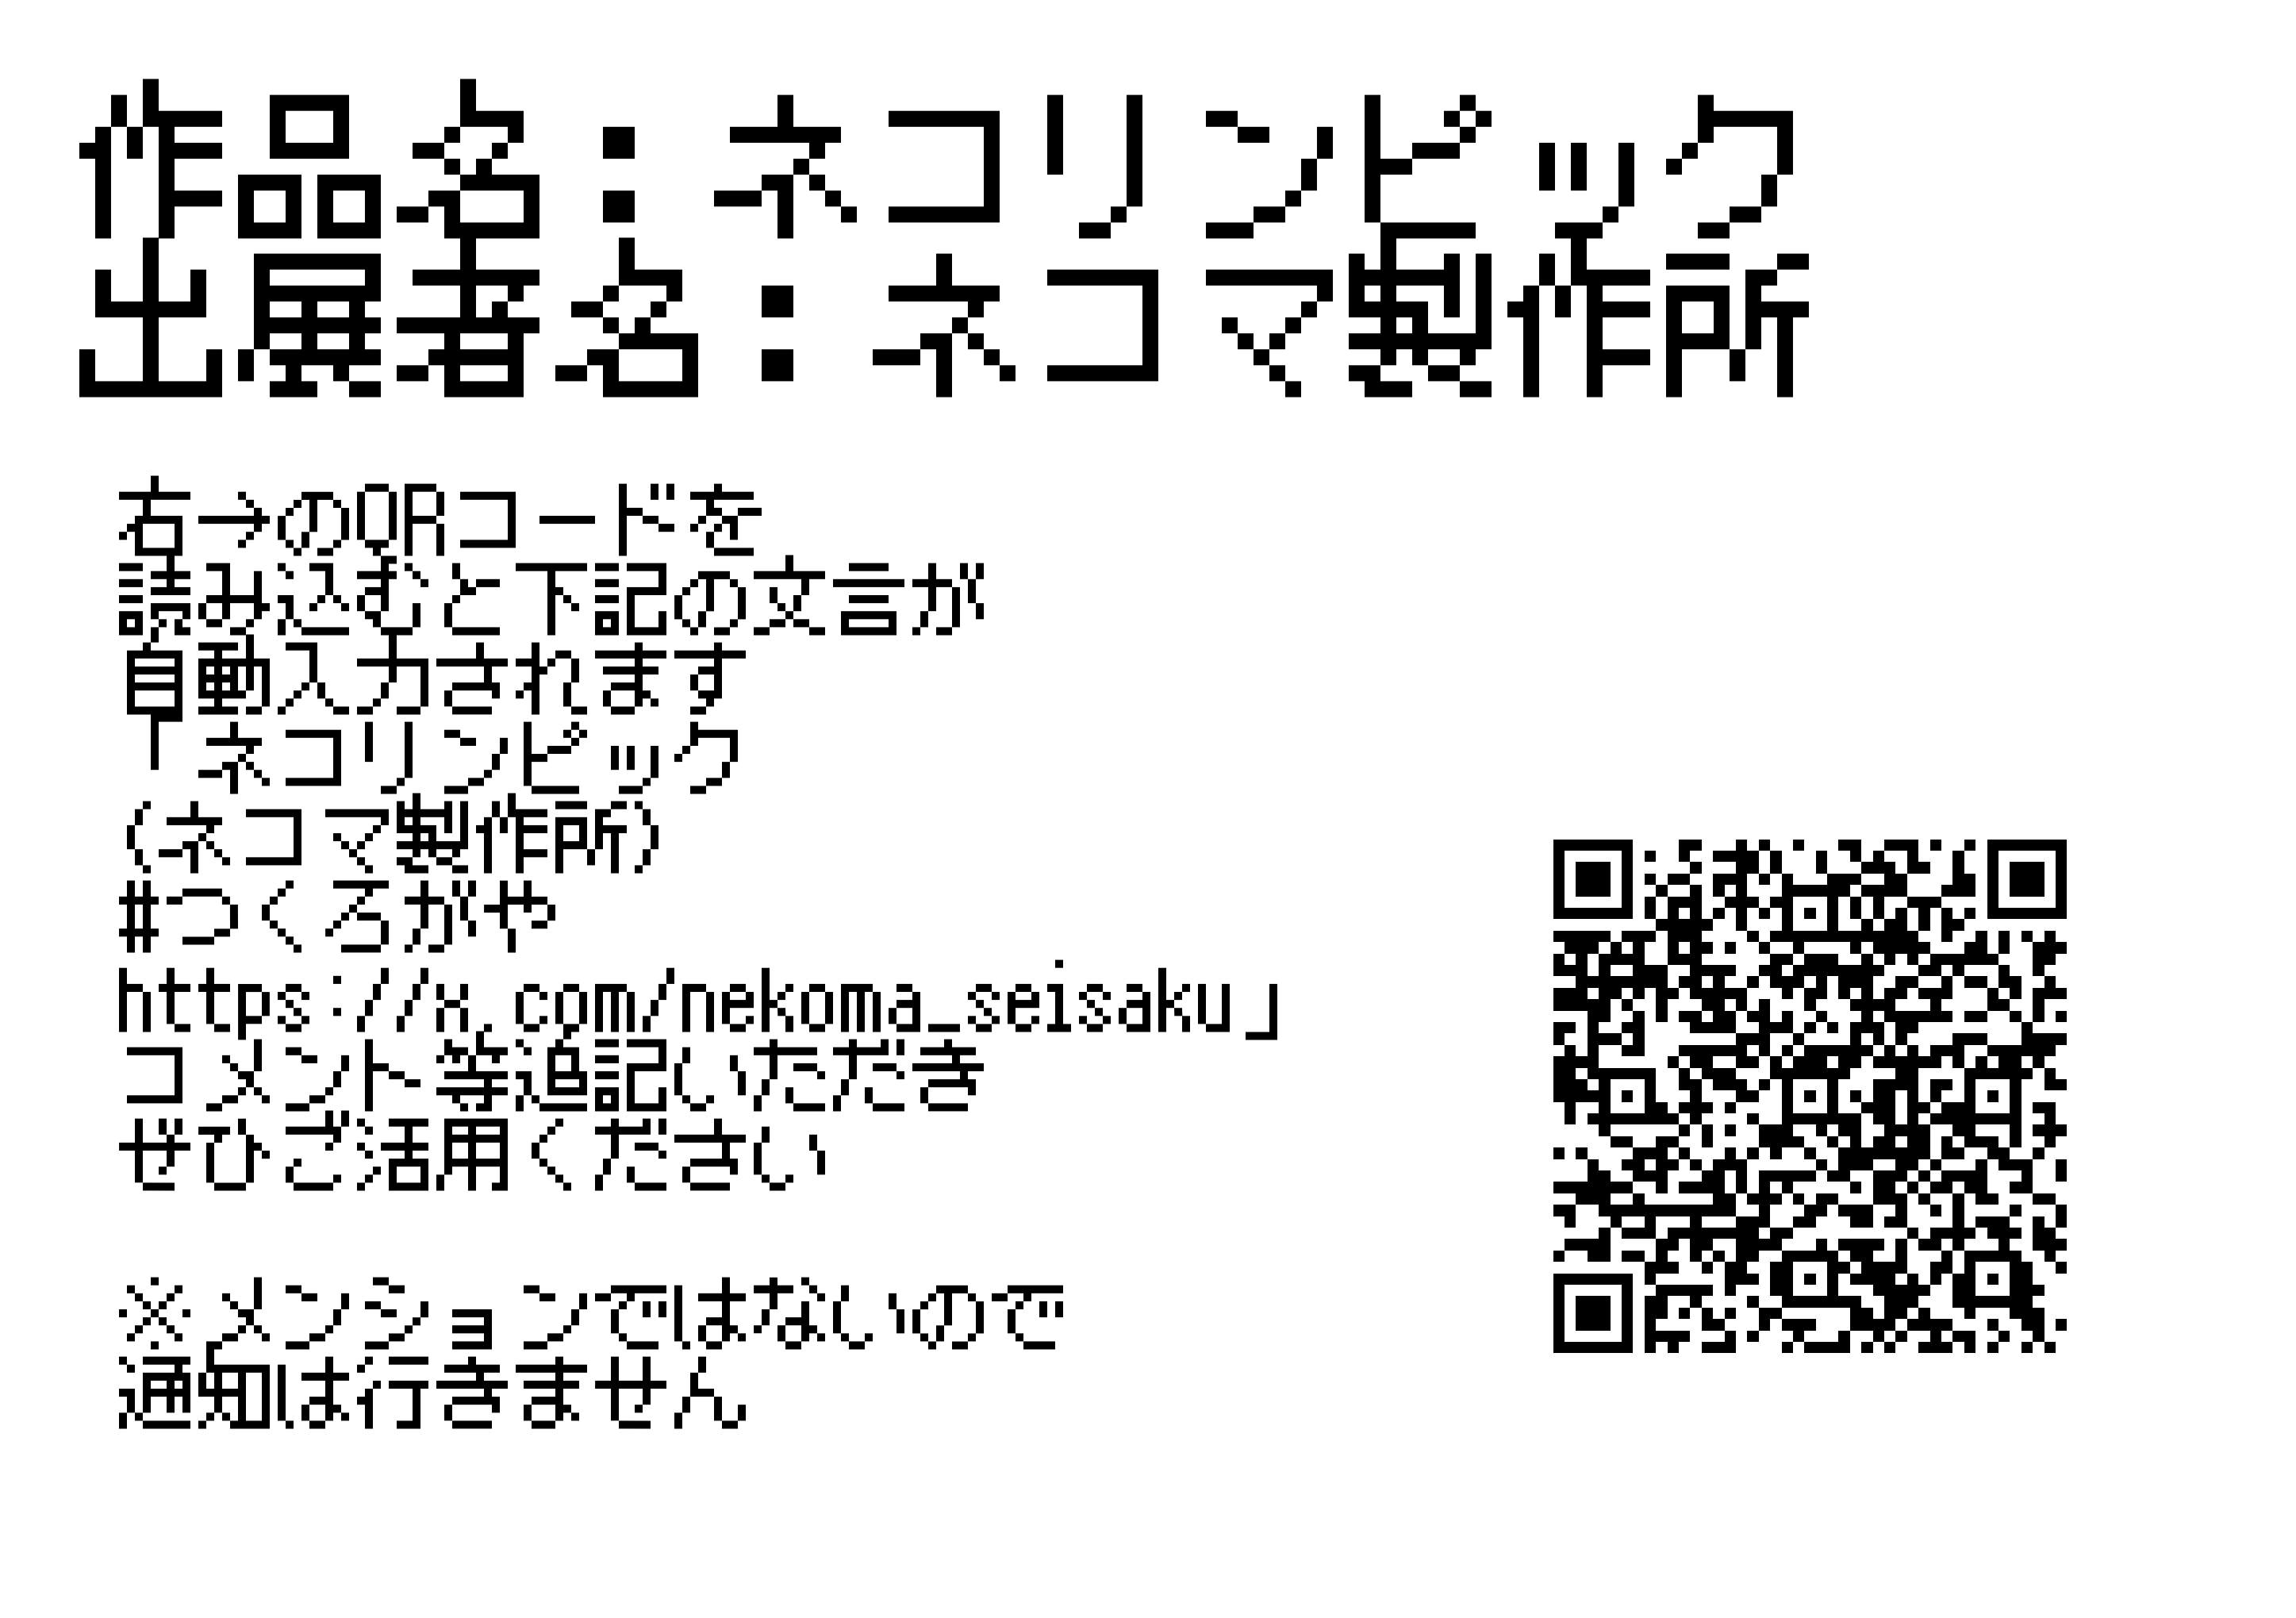 作品名：ネコリンピック
出展者名：ネコマ製作所
右→のQRコードを
読み込むと下記の文言が
自動入力されます
「ネコリンピック
(ネコマ製作所)
#つくろがや
https://x.com/nekoma_seisaku」
コメント等追記いただき
ぜひご活用ください
※メンションではないので
通知は行きません